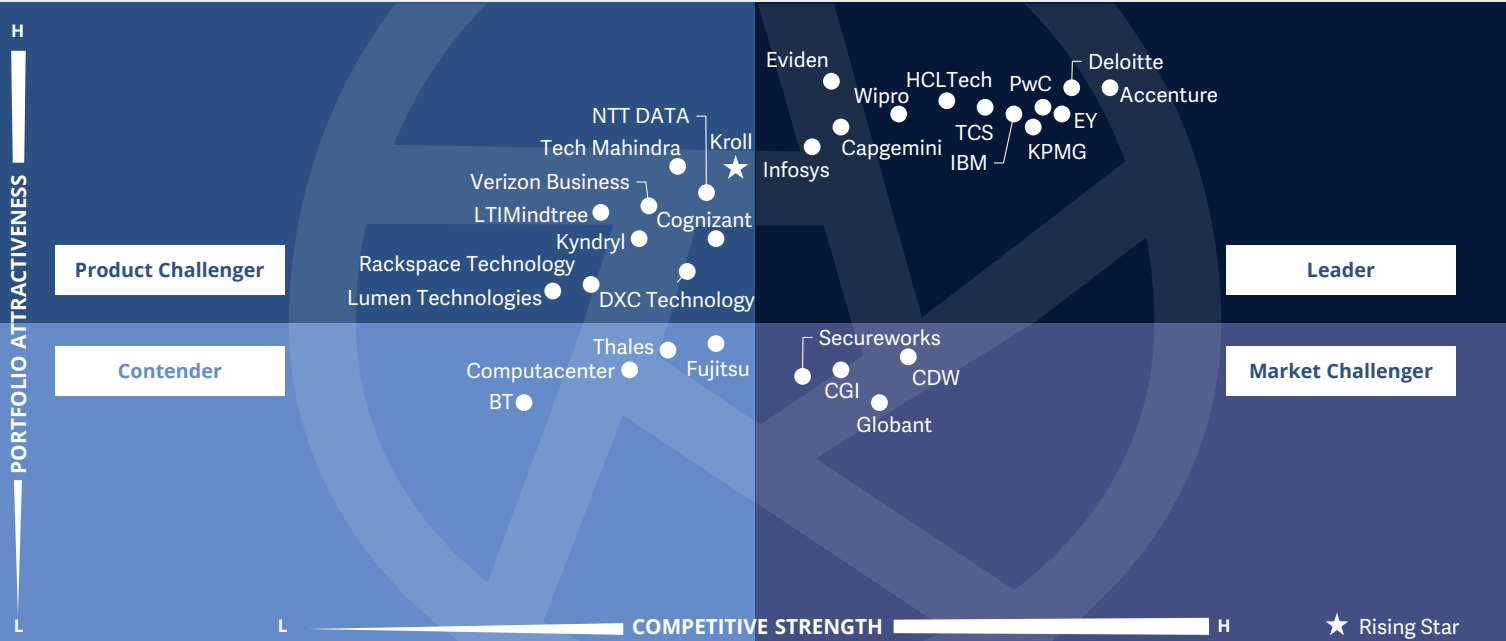 H
PORTFOLIO ATTRACTIVENESS
L
Eviden
Deloitte
HCLTech
PwC
Accenture
Wipro
NTT DATA
TCS
EY
Tech Mahindra
Kroll
Capgemini
IBM
KPMG
Infosys
Verizon Business
LTIMindtree
Cognizant
Kyndryl
Rackspace Technology
Product Challenger
Leader
Lumen Technologies
DXC Technology
Thales
Secureworks
Contender
Computacenter
Fujitsu
CGI
CDW
Market Challenger
BT
Globant
L
COMPETITIVE STRENGTH
H
Rising Star